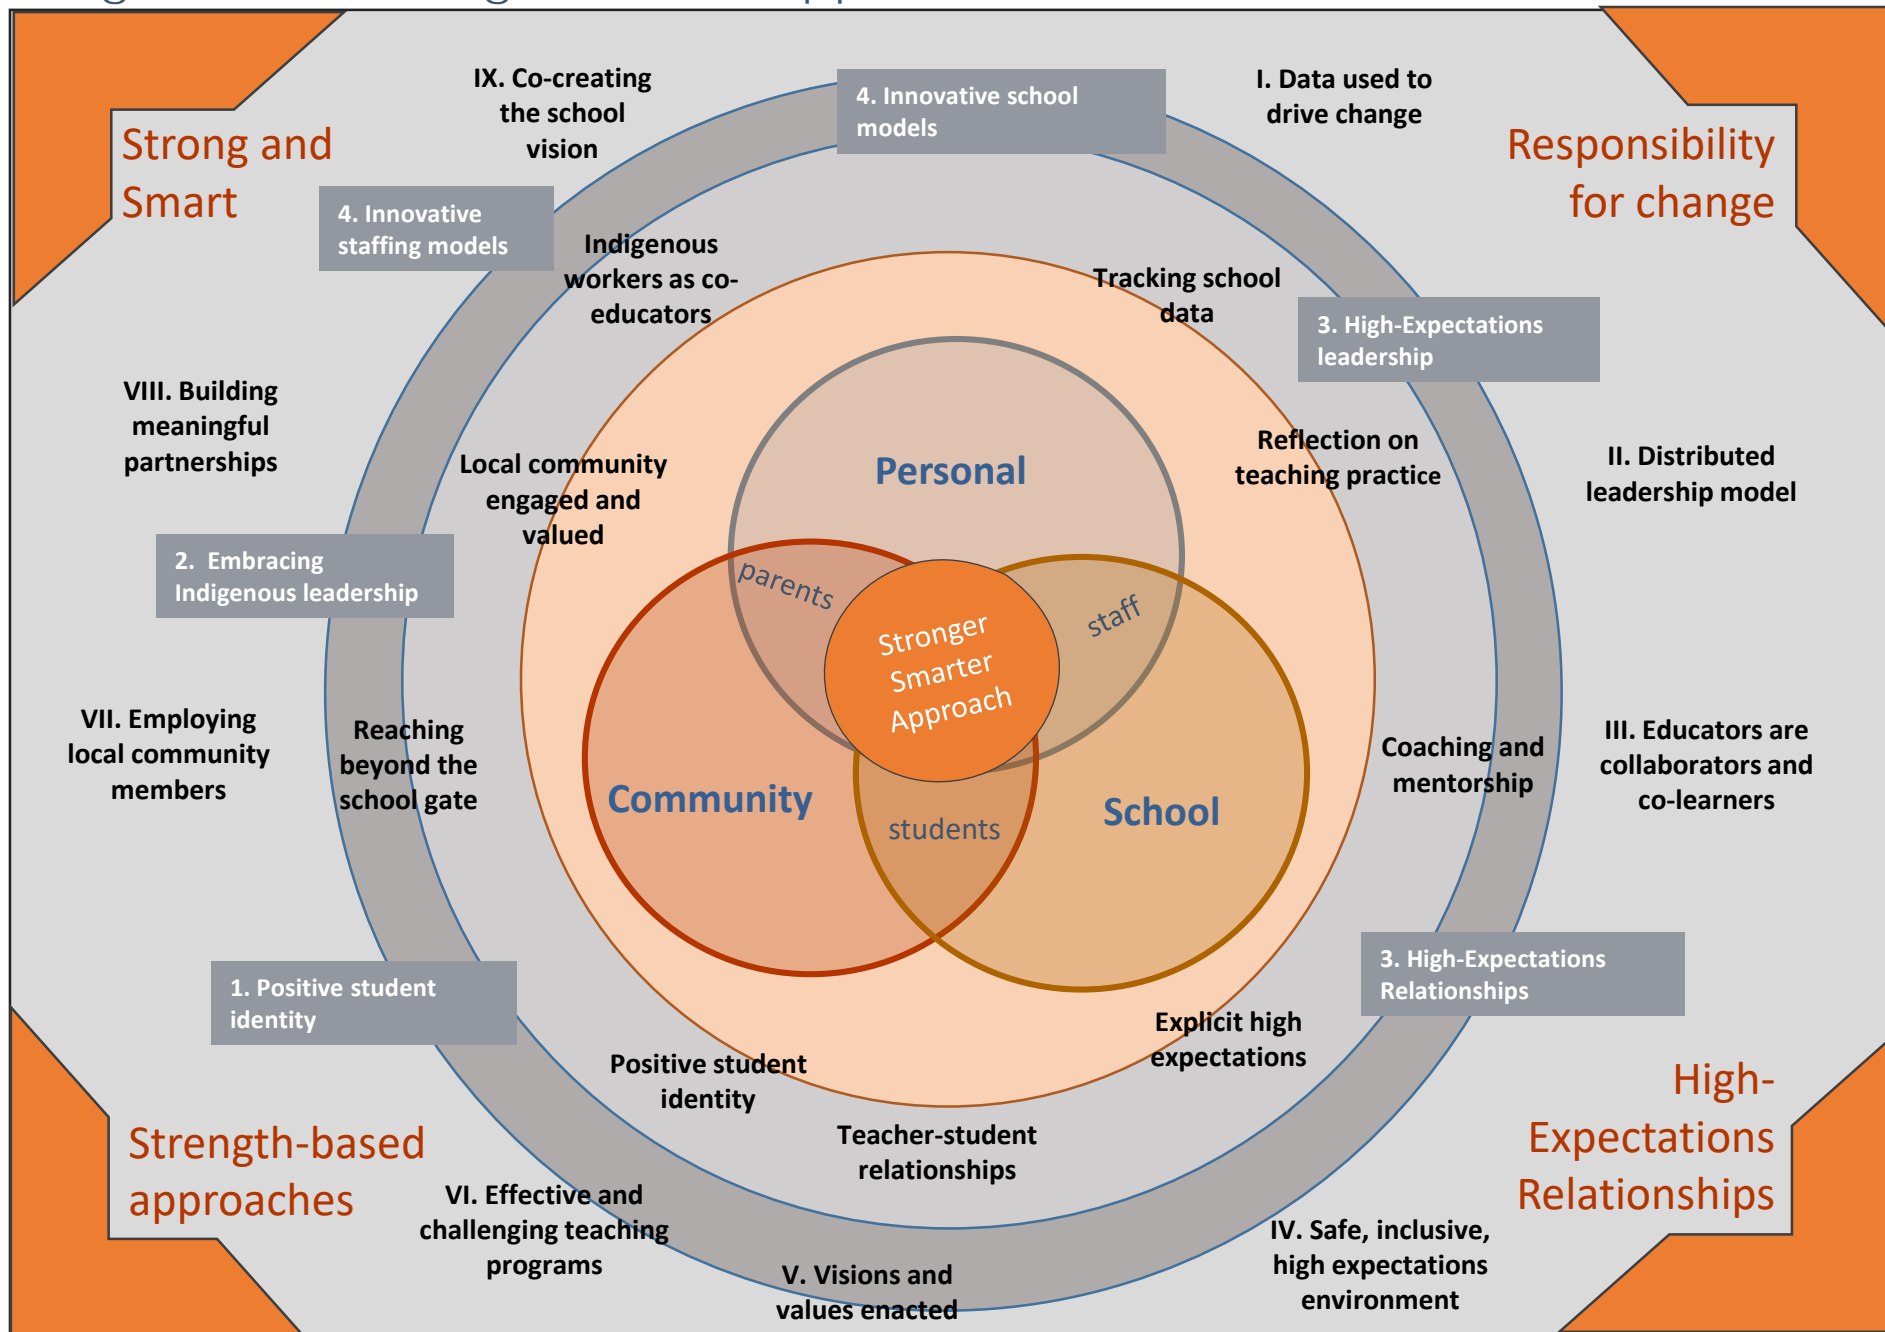 IX. Co-creating
the school
vision
4. Innovative school
models
I. Data used to
drive change
Strong and
Smart
Responsibility
for change
4. Innovative
staffing models
Indigenous
workers as co-
educators
Tracking school
data
3. High-Expectations
leadership
VIII. Building
meaningful
partnerships
Local community
engaged and
valued
Personal
Reflection on
teaching practice
II. Distributed
leadership model
2. Embracing
Indigenous leadership
parents
staff
Stronger
Smarter
Approach
VII. Employing
local community
members
Reaching
beyond the
school gate
Community
School
students
Coaching and
mentorship
III. Educators are
collaborators and
co-learners
1. Positive student
identity
3. High-Expectations
Relationships
Positive student
identity
Explicit high
expectations
Teacher-student
relationships
Strength-based
approaches
High-
Expectations
Relationships
VI. Effective and
challenging teaching
programs
V. Visions and
values enacted
IV. Safe, inclusive,
high expectations
environment